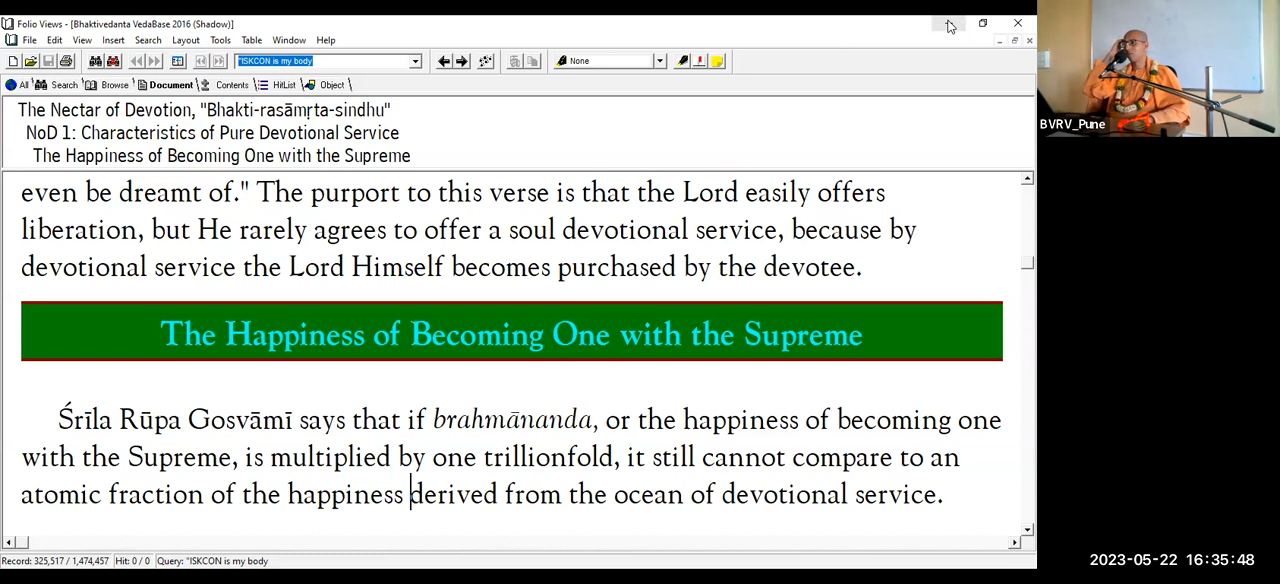 Folio Views - [Bhaktivedanta VedaBase 2016 (Shadow)]
File Edit View Insert Search Layout Tools Table Window Help
"ISKCON is my body
None
All Search Browse Document Contents HitList Object
The Nectar of Devotion, "Bhakti-rasāmṛta-sindhu"
NoD 1: Characteristics of Pure Devotional Service
The Happiness of Becoming One with the Supreme
even be dreamt of." The purport to this verse is that the Lord easily offers
liberation, but He rarely agrees to offer a soul devotional service, because by
devotional service the Lord Himself becomes purchased by the devotee.
The Happiness of Becoming One with the Supreme
Śrīla Rūpa Gosvāmī says that if brahmānanda, or the happiness of becoming one
with the Supreme, is multiplied by one trillionfold, it still cannot compare to an
atomic fraction of the happiness derived from the ocean of devotional service.
Record: 325,517 / 1,474,457 Hit: 0 / 0 Query: "ISKCON is my body
BVRV_Pune
2023-05-22 16:35:48